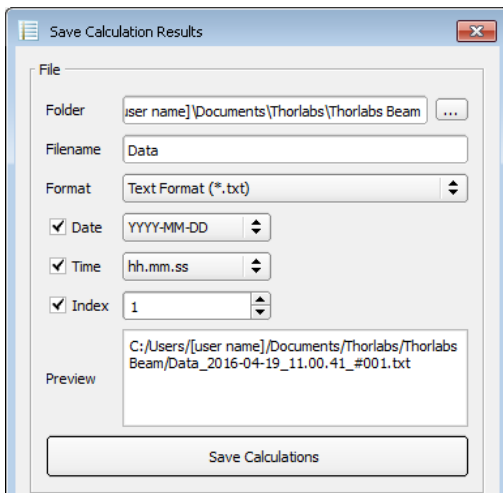 Save Calculation Results
File
Folder user name]\Documents\Thorlabs\Thorlabs Beam ...
Filename Data
Format Text Format (*.txt)
Date YYYY-MM-DD
Time hh.mm.ss
Index 1
Preview C:/Users/[user name]/Documents/Thorlabs/Thorlabs
Beam/Data_2016-04-19_11.00.41_#001.txt
Save Calculations